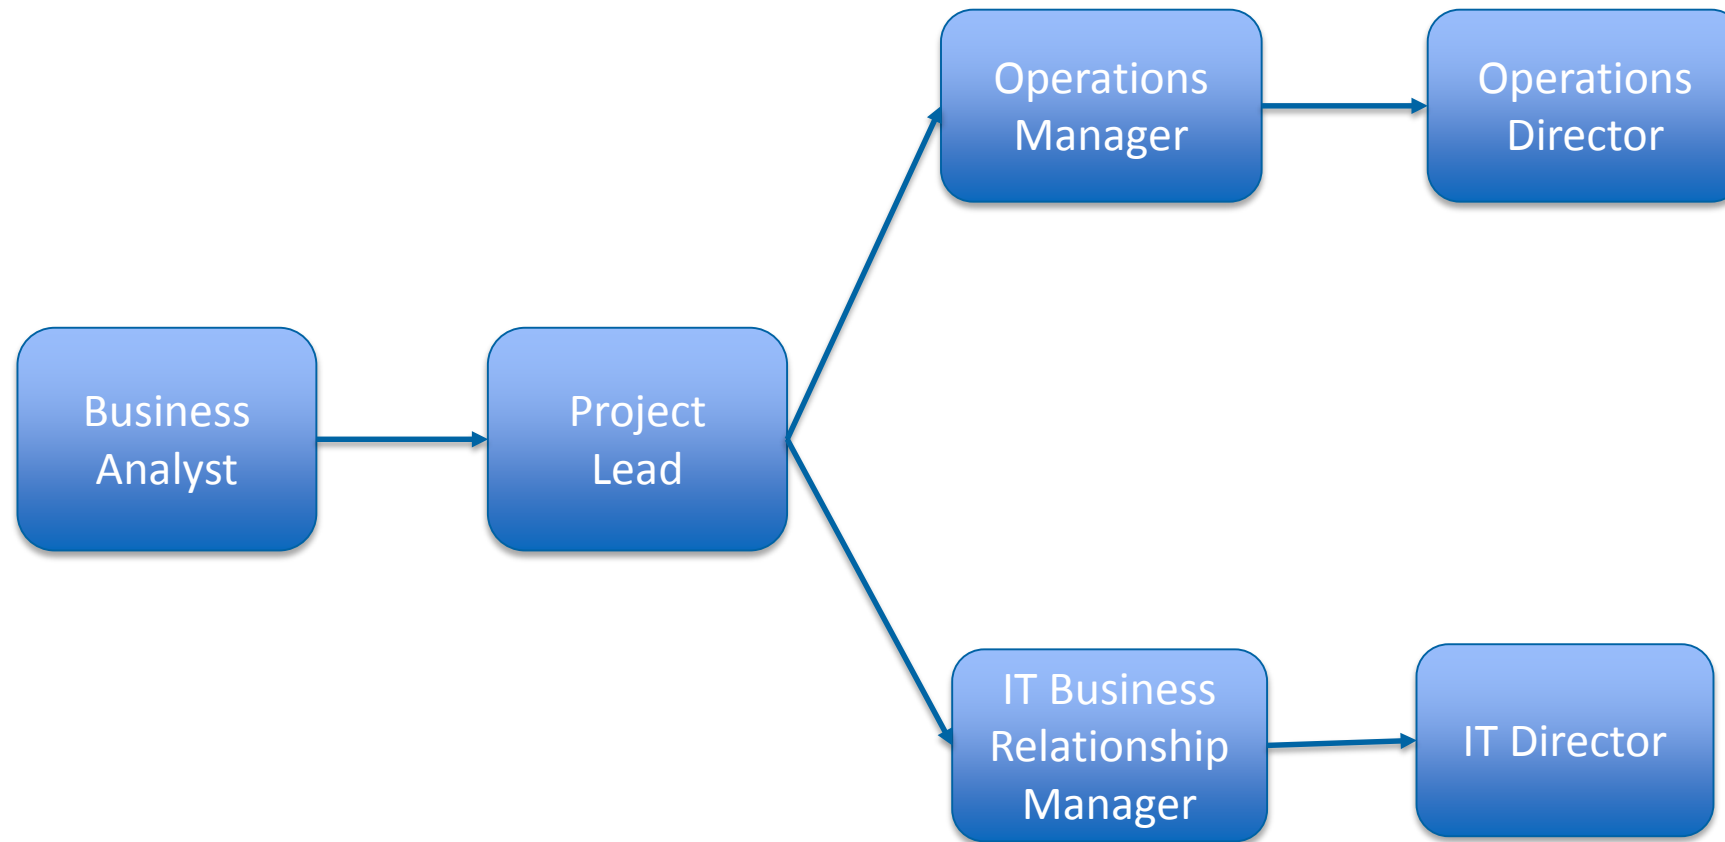 Business
Analyst
Project
Lead
Operations
Manager
Operations
Director
IT Business
Relationship
Manager
IT Director